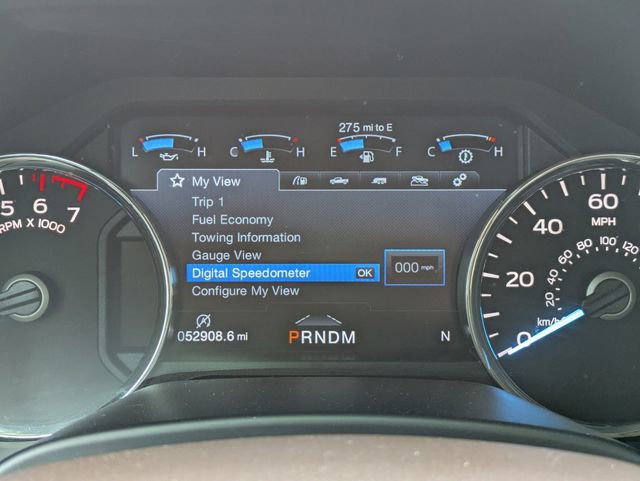 275 mi to E
L H C H E F C H
My View
Trip 1
Fuel Economy
Towing Information
Gauge View
Digital Speedometer OK
000 mph
Configure My View
052908.6 mi
PRNDM
N
5 6 7
RPM X 1000
0 20 40 60
MPH
20 40 60 80 100 120
km/h